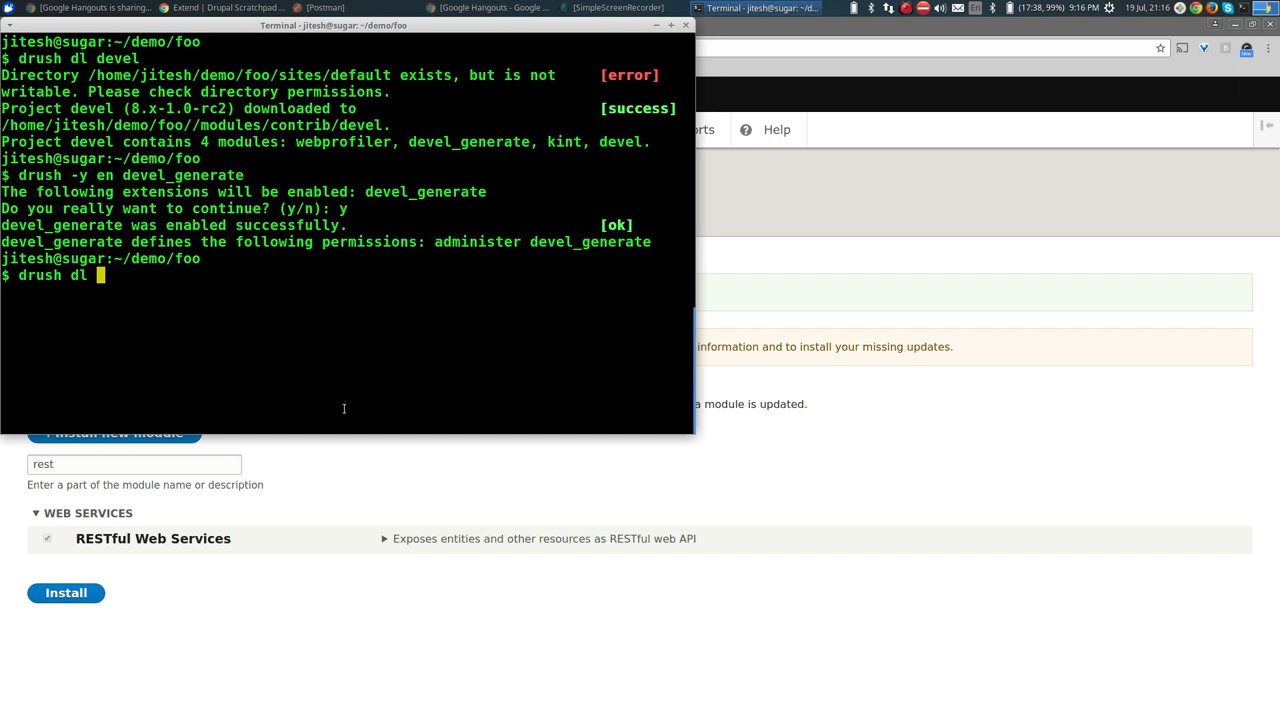 [Google Hangouts is sharing...
Extend | Drupal Scratchpad ...
[Postman]
[Google Hangouts - Google ...
[SimpleScreenRecorder]
Terminal - jitesh@sugar: ~/d...
En
(17:38, 99%)
9:16 PM
19 Jul, 21:16
Terminal - jitesh@sugar:~/demo/foo
jitesh@sugar:~/demo/foo
$ drush dl devel
Directory /home/jitesh/demo/foo/sites/default exists, but is not [error]
writable. Please check directory permissions.
Project devel (8.x-1.0-rc2) downloaded to [success]
/home/jitesh/demo/foo//modules/contrib/devel.
Project devel contains 4 modules: webprofiler, devel_generate, kint, devel.
jitesh@sugar:~/demo/foo
$ drush -y en devel_generate
The following extensions will be enabled: devel_generate
Do you really want to continue? (y/n): y
devel_generate was enabled successfully. [ok]
devel_generate defines the following permissions: administer devel_generate
jitesh@sugar:~/demo/foo
$ drush dl
orts
Help
information and to install your missing updates.
a module is updated.
+ Install new module
rest
Enter a part of the module name or description
WEB SERVICES
RESTful Web Services
Exposes entities and other resources as RESTful web API
Install